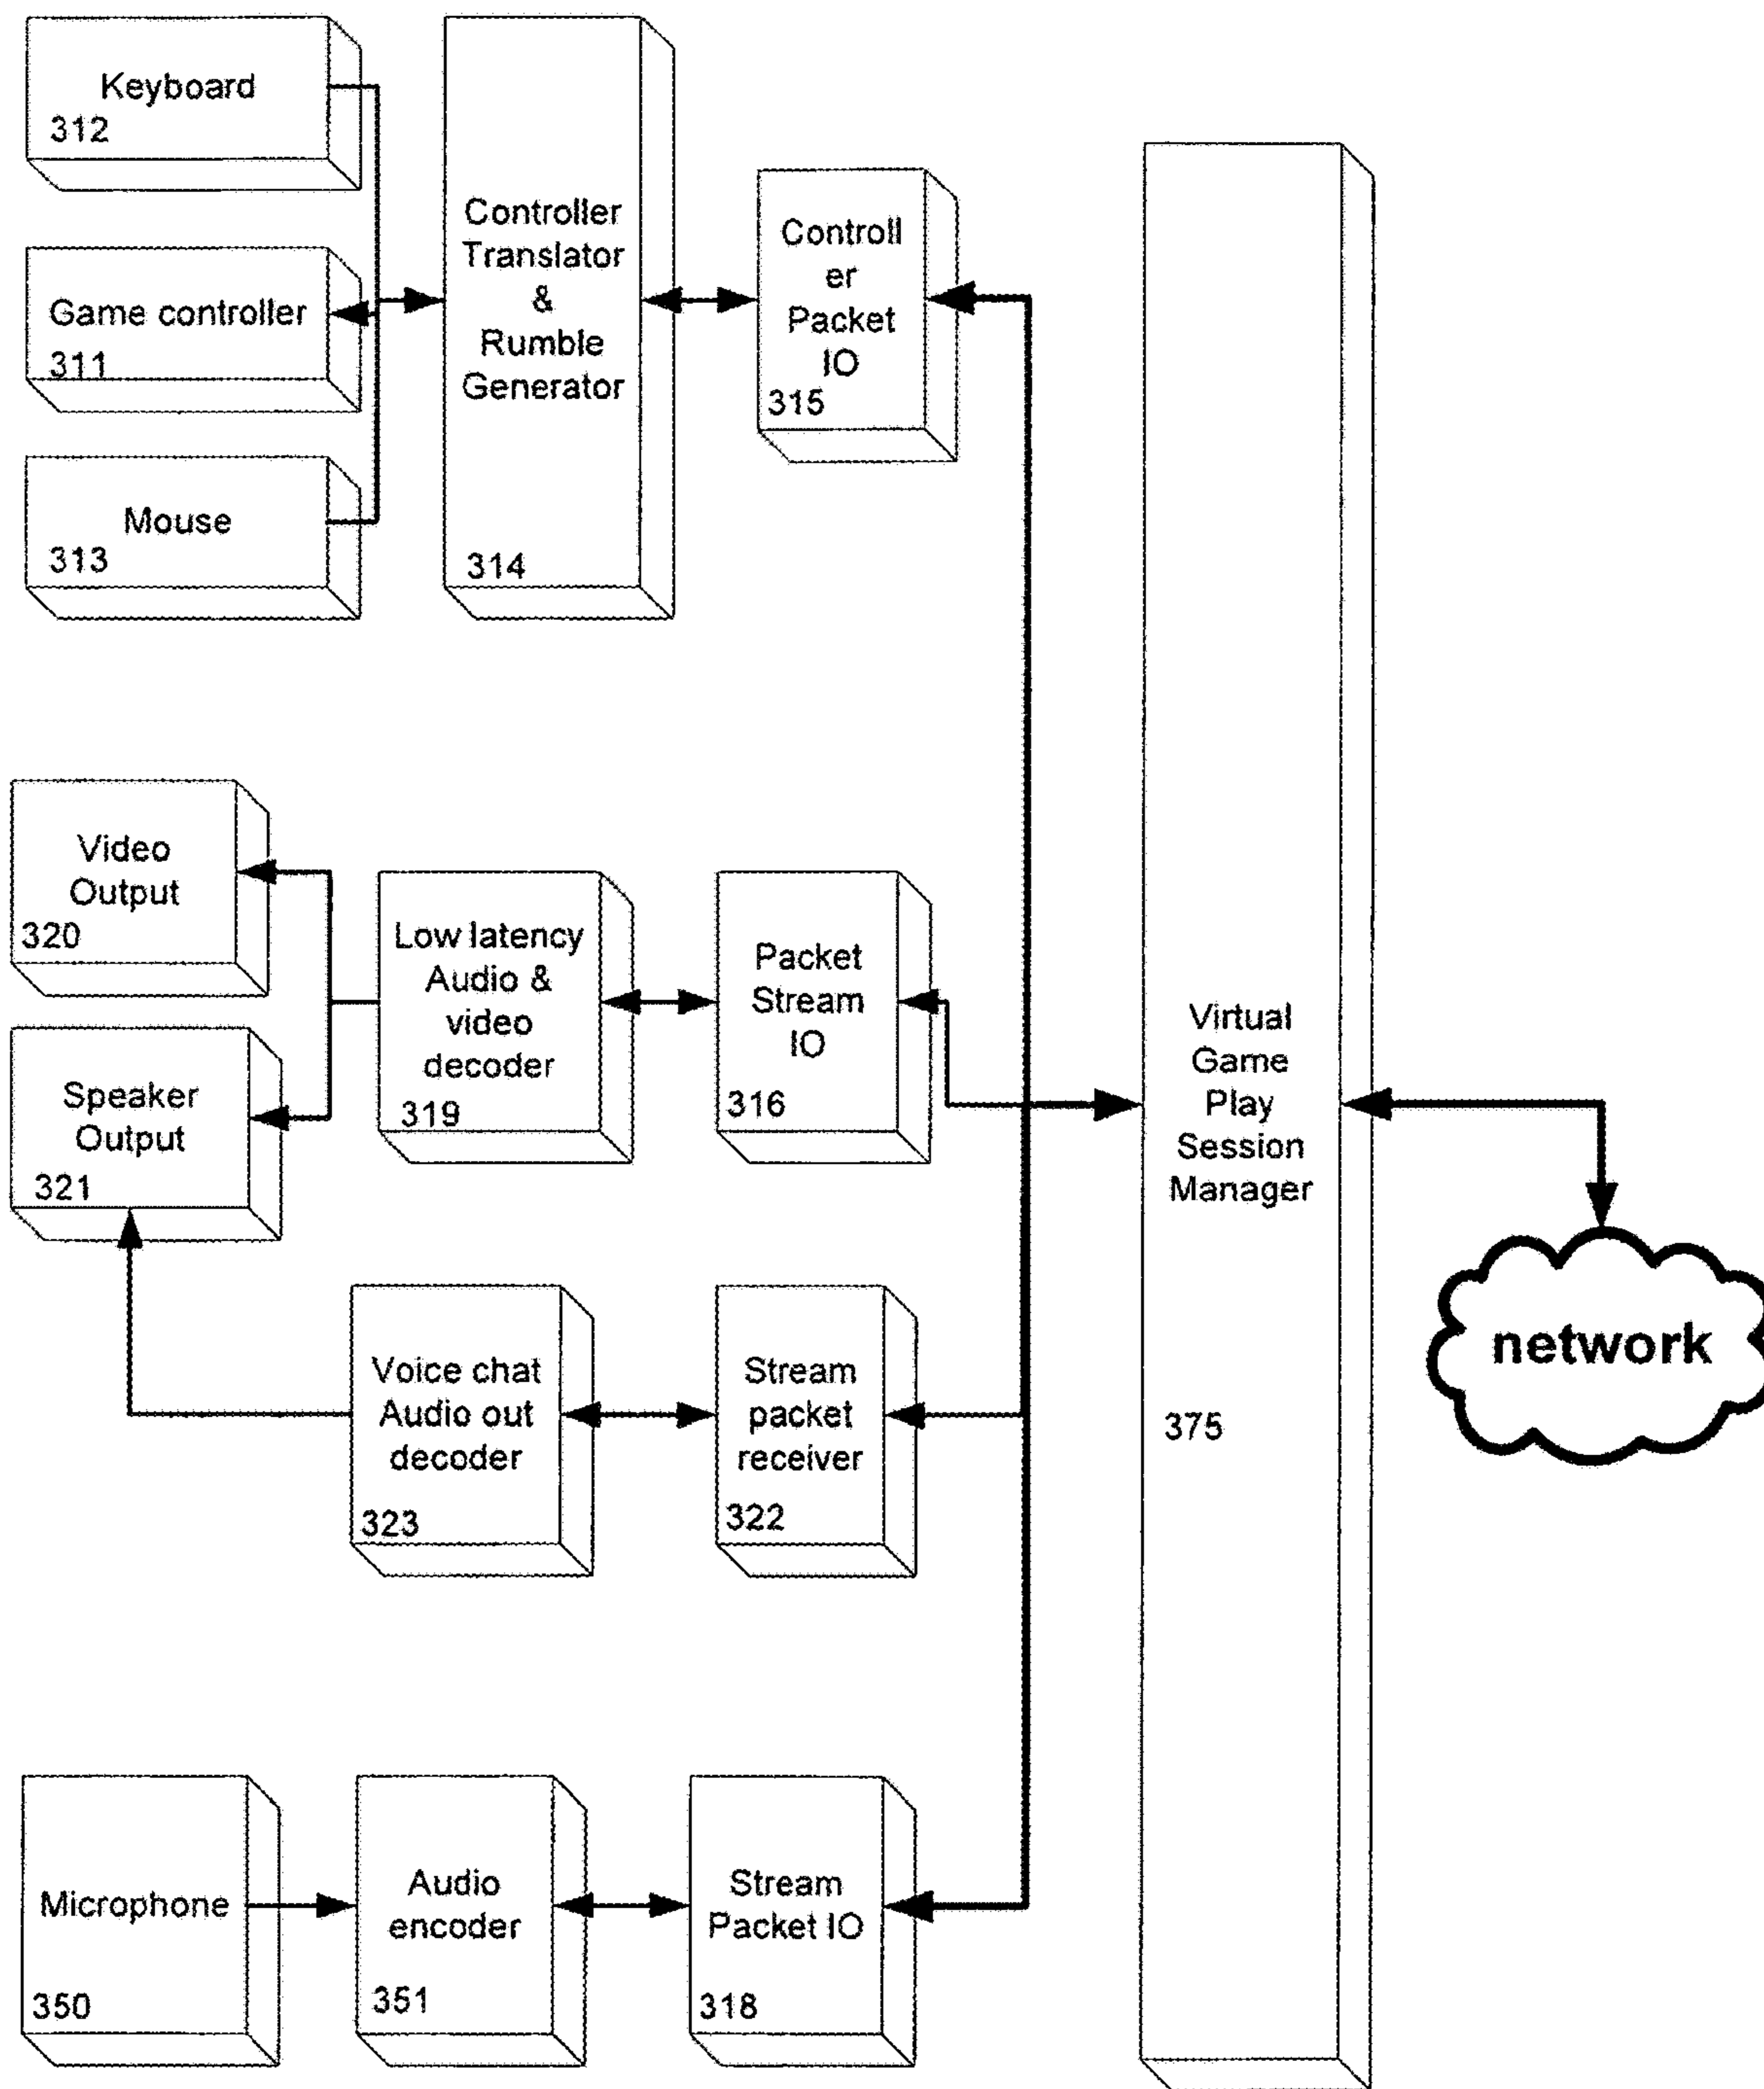 Keyboard
312
Game controller
311
Mouse
313
Controller
Translator
&
Rumble
Generator
314
Controll
er
Packet
IO
315
Video
Output
320
Speaker
Output
321
Low latency
Audio &
video
decoder
319
Packet
Stream
IO
316
Voice chat
Audio out
decoder
323
Stream
packet
receiver
322
Microphone
350
Audio
encoder
351
Stream
Packet IO
318
Virtual
Game
Play
Session
Manager
375
network